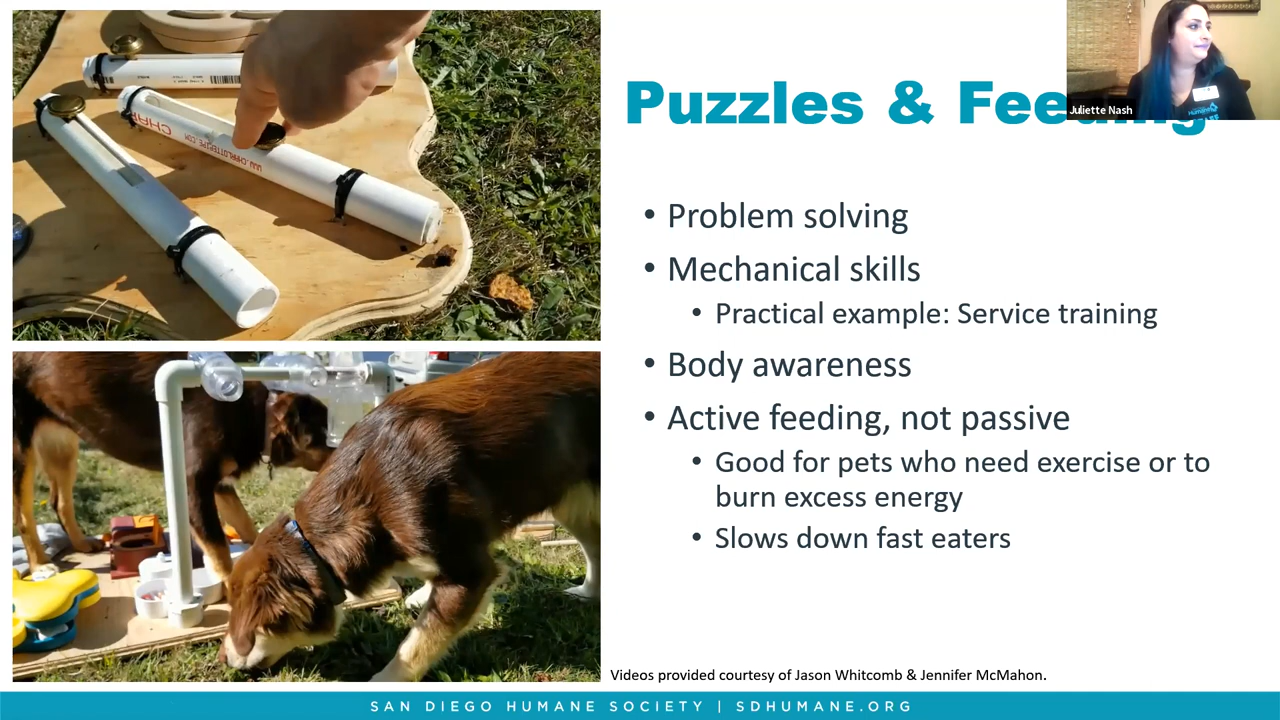 Puzzles & Fee
Juliette Nash
• Problem solving
• Mechanical skills
• Practical example: Service training
• Body awareness
• Active feeding, not passive
• Good for pets who need exercise or to
burn excess energy
• Slows down fast eaters
Videos provided courtesy of Jason Whitcomb & Jennifer McMahon.
SAN DIEGO HUMANE SOCIETY | SDHUMANE.ORG